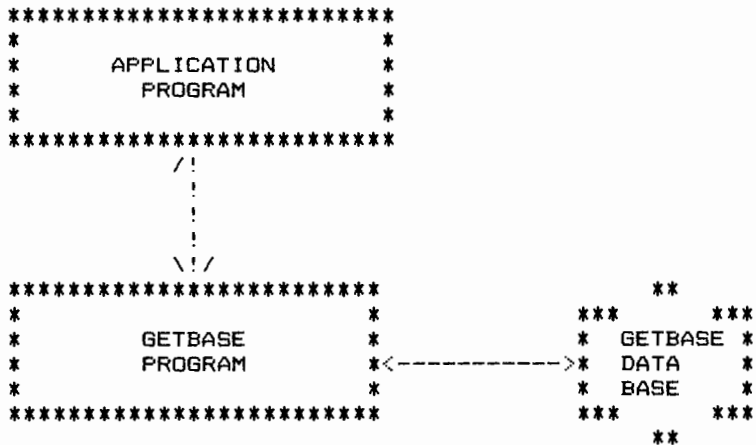 APPLICATION
PROGRAM
GETBASE
PROGRAM
GETBASE
DATA
BASE